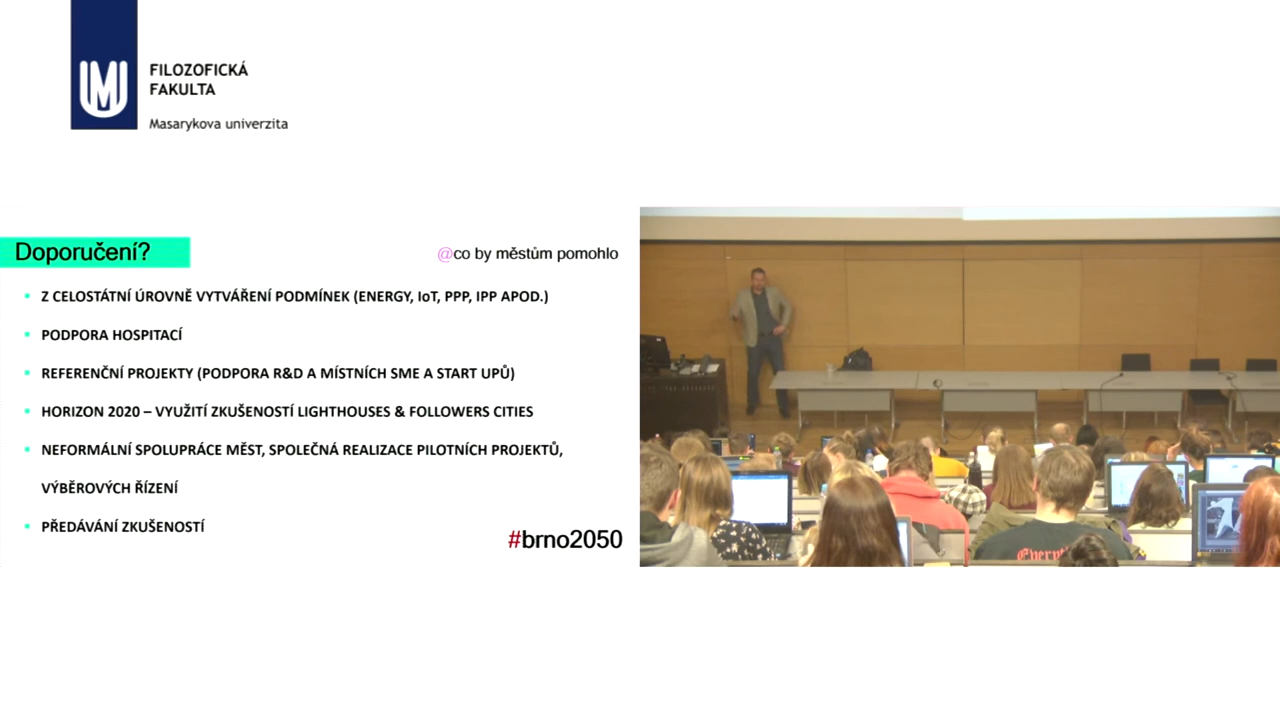 FILOZOFICKÁ
FAKULTA
Masarykova univerzita
Doporučení?
@co by městům pomohlo
Z CELOSTÁTNÍ ÚROVNĚ VYTVÁŘENÍ PODMÍNEK (ENERGY, IoT, PPP, IPP APOD.)
PODPORA HOSPITACÍ
REFERENČNÍ PROJEKTY (PODPORA R&D A MÍSTNÍCH SME A START UPŮ)
HORIZON 2020 – VYUŽITÍ ZKUŠENOSTÍ LIGHTHOUSES & FOLLOWERS CITIES
NEFORMÁLNÍ SPOLUPRÁCE MĚST, SPOLEČNÁ REALIZACE PILOTNÍCH PROJEKTŮ,
VÝBĚROVÝCH ŘÍZENÍ
PŘEDÁVÁNÍ ZKUŠENOSTÍ
#brno2050